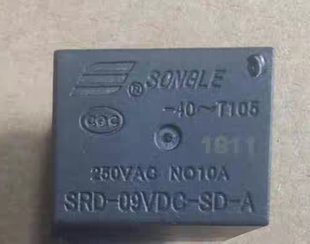 ® SONGLE
-40~T105
CQC
1811
250VAC NO10A
SRD-09VDC-SD-A